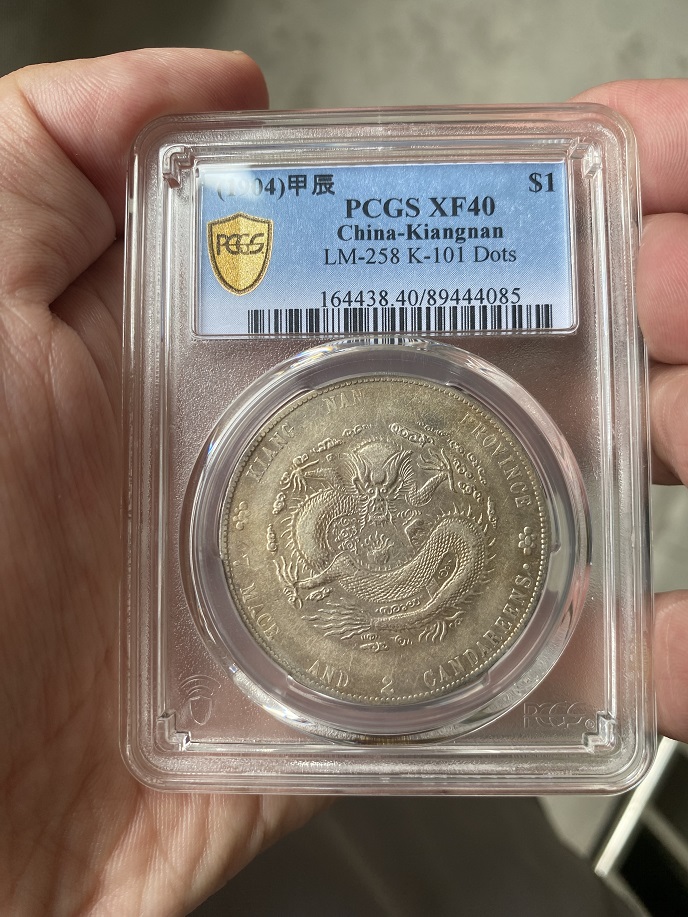 (1904)甲辰 $1
PCGS XF40
PCGS
China-Kiangnan
LM-258 K-101 Dots
164438.40/89444085
KIANG NAN PROVINCE
7 MACE AND 2 CANDAREENS.
PCGS